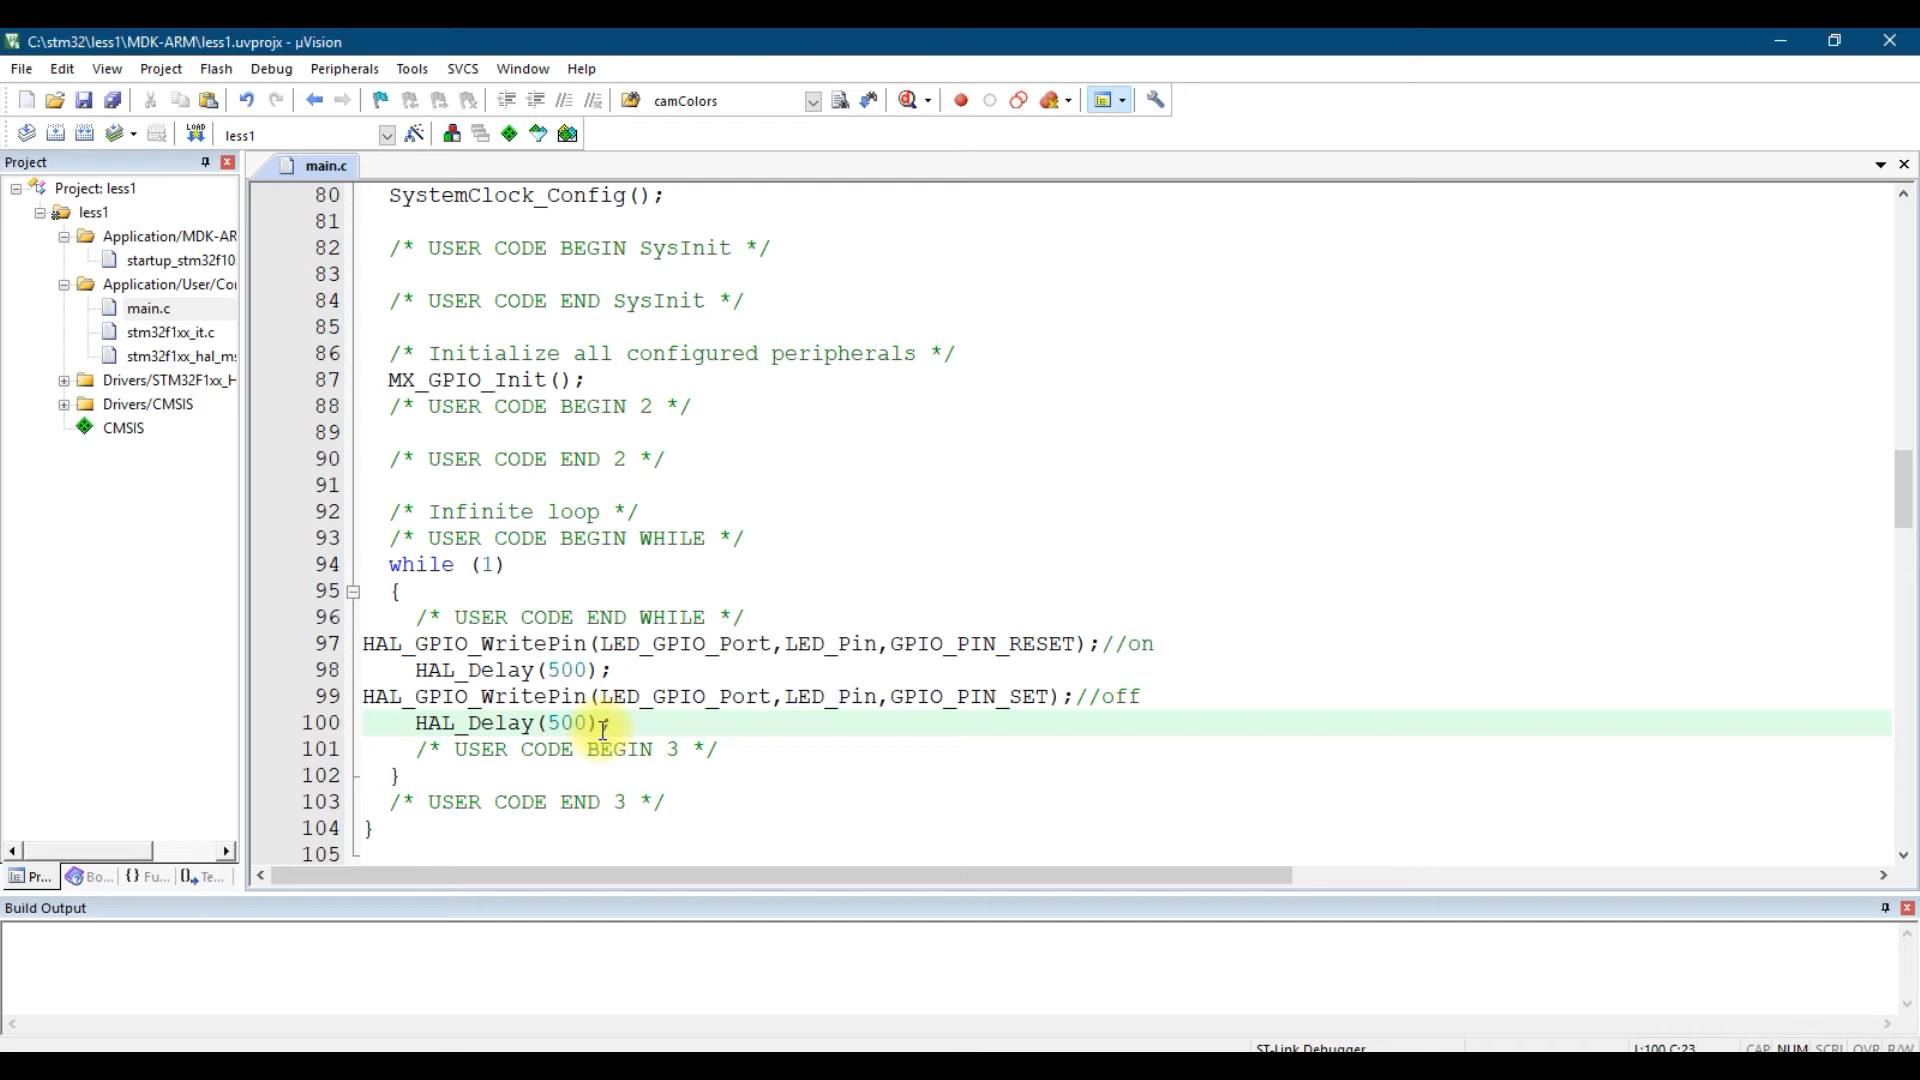 C:\stm32\less1\MDK-ARM\less1.uvprojx - µVision
File Edit View Project Flash Debug Peripherals Tools SVCS Window Help
camColors
LOAD less1
Project
main.c
Project: less1
less1
Application/MDK-AR
startup_stm32f10
Application/User/Co
main.c
stm32f1xx_it.c
stm32f1xx_hal_m
Drivers/STM32F1xx_H
Drivers/CMSIS
CMSIS
80 SystemClock_Config();
81
82 /* USER CODE BEGIN SysInit */
83
84 /* USER CODE END SysInit */
85
86 /* Initialize all configured peripherals */
87 MX_GPIO_Init();
88 /* USER CODE BEGIN 2 */
89
90 /* USER CODE END 2 */
91
92 /* Infinite loop */
93 /* USER CODE BEGIN WHILE */
94 while (1)
95 {
96 /* USER CODE END WHILE */
97 HAL_GPIO_WritePin(LED_GPIO_Port,LED_Pin,GPIO_PIN_RESET);//on
98 HAL_Delay(500);
99 HAL_GPIO_WritePin(LED_GPIO_Port,LED_Pin,GPIO_PIN_SET);//off
100 HAL_Delay(500);
101 /* USER CODE BEGIN 3 */
102 }
103 /* USER CODE END 3 */
104 }
105
Pr... Bo... {} Fu... Te...
Build Output
ST-Link Debugger L:100 C:23 CAP NUM SCRL OVR R/W